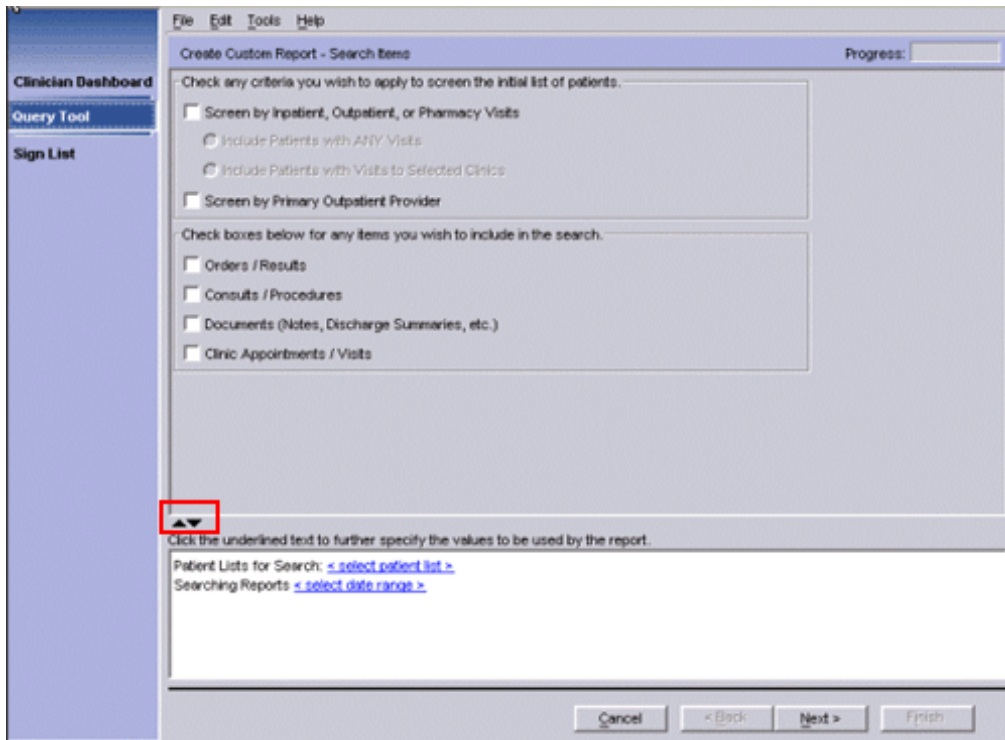 File Edit Tools Help
Create Custom Report - Search Items Progress:
Clinician Dashboard
Query Tool
Sign List
Check any criteria you wish to apply to screen the initial list of patients.
Screen by Inpatient, Outpatient, or Pharmacy Visits
Include Patients with ANY Visits
Include Patients with Visits to Selected Clinics
Screen by Primary Outpatient Provider
Check boxes below for any items you wish to include in the search.
Orders / Results
Consults / Procedures
Documents (Notes, Discharge Summaries, etc.)
Clinic Appointments / Visits
Click the underlined text to further specify the values to be used by the report.
Patient Lists for Search: < select patient list >
Searching Reports < select date range >
Cancel < Back Next > Finish